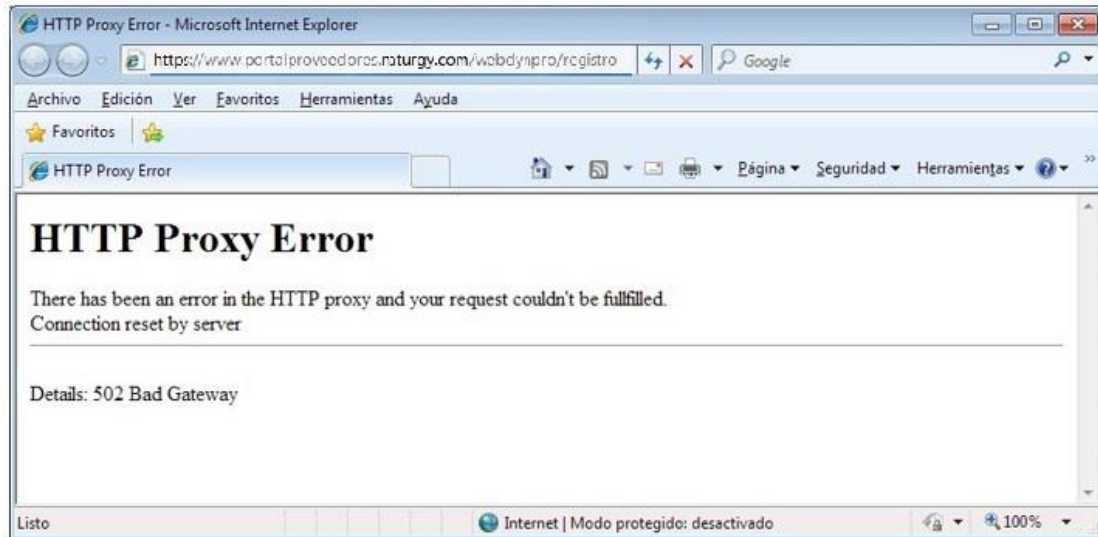 HTTP Proxy Error - Microsoft Internet Explorer
https://www.portalproveedores.naturgy.com/webdynpro/registro
Google
Archivo Edición Ver Favoritos Herramientas Ayuda
Favoritos
HTTP Proxy Error
Página Seguridad Herramientas
HTTP Proxy Error
There has been an error in the HTTP proxy and your request couldn't be fullfilled.
Connection reset by server
Details: 502 Bad Gateway
Listo
Internet | Modo protegido: desactivado
100%